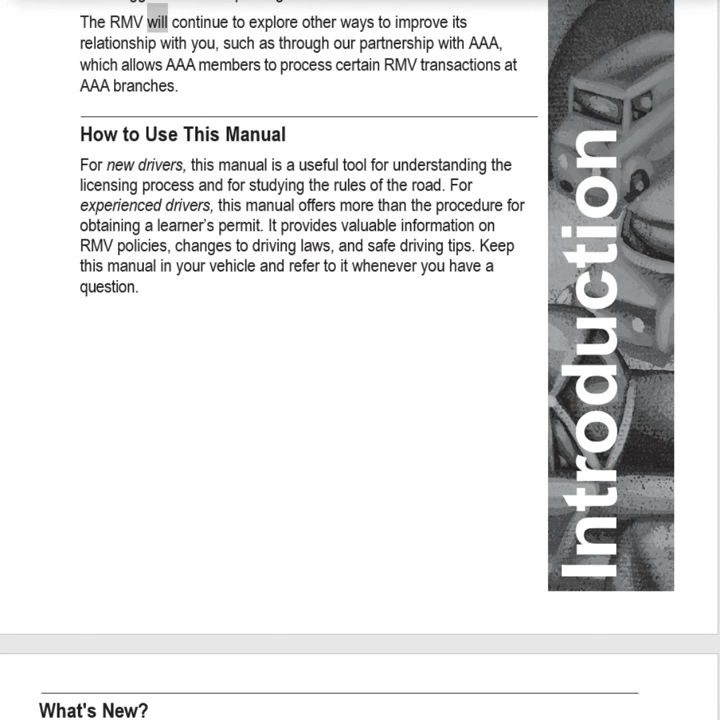 The RMV will continue to explore other ways to improve its
relationship with you, such as through our partnership with AAA,
which allows AAA members to process certain RMV transactions at
AAA branches.
How to Use This Manual
For new drivers, this manual is a useful tool for understanding the
licensing process and for studying the rules of the road. For
experienced drivers, this manual offers more than the procedure for
obtaining a learner’s permit. It provides valuable information on
RMV policies, changes to driving laws, and safe driving tips. Keep
this manual in your vehicle and refer to it whenever you have a
question.
Introduction
What's New?